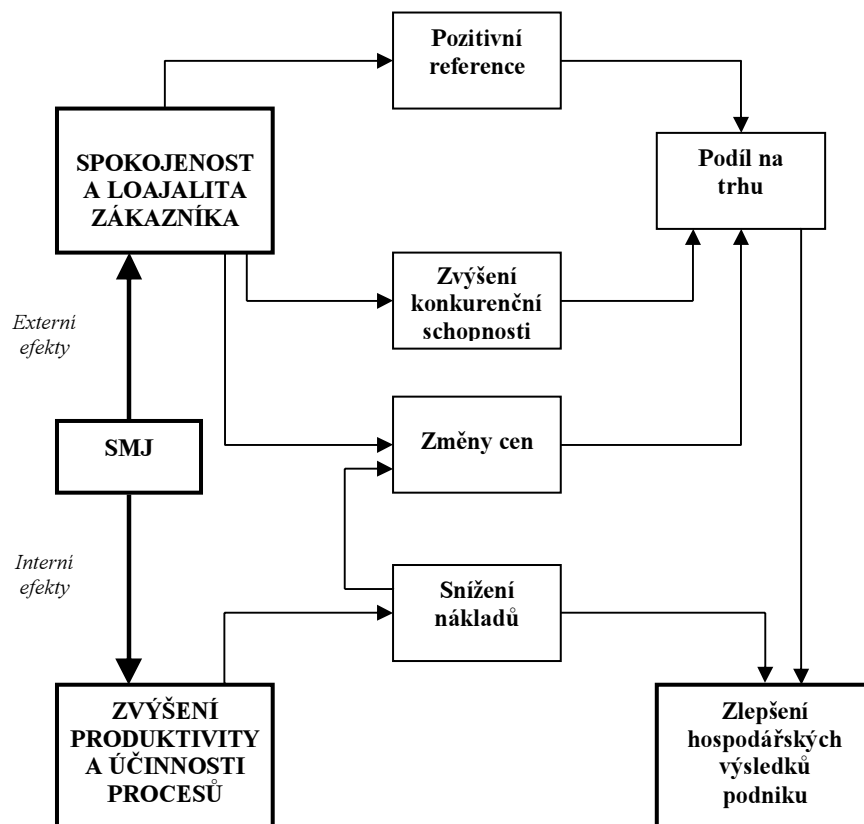 Pozitivní
reference
SPOKOJENOST
A LOAJALITA
ZÁKAZNÍKA
Podíl na
trhu
Zvýšení
konkurenční
schopnosti
Externí
efekty
SMJ
Změny cen
Interní
efekty
Snížení
nákladů
ZVÝŠENÍ
PRODUKTIVITY
A ÚČINNOSTI
PROCESŮ
Zlepšení
hospodářských
výsledků
podniku